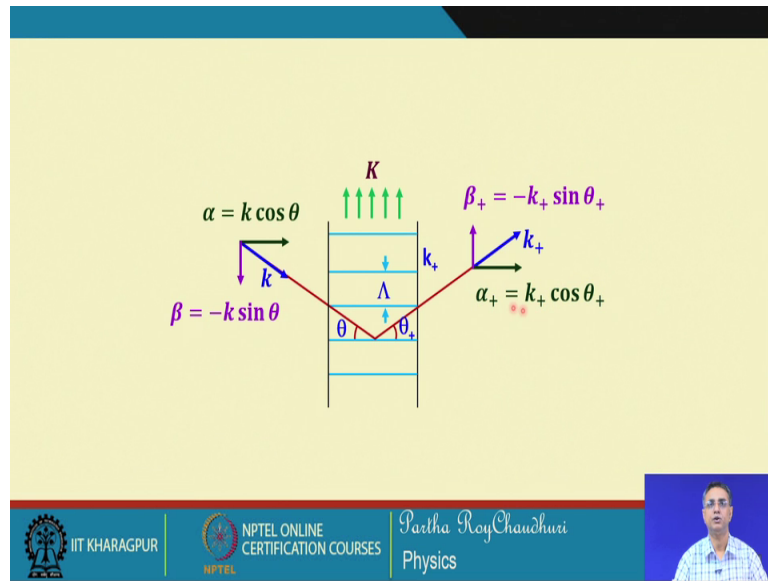 K
α = k cos θ
β₊ = −k₊ sin θ₊
k₊
k₊
k
Λ
α₊ = k₊ cos θ₊
β = −k sin θ
θ
θ₊
IIT KHARAGPUR
NPTEL
NPTEL ONLINE
CERTIFICATION COURSES
Partha RoyChaudhuri
Physics